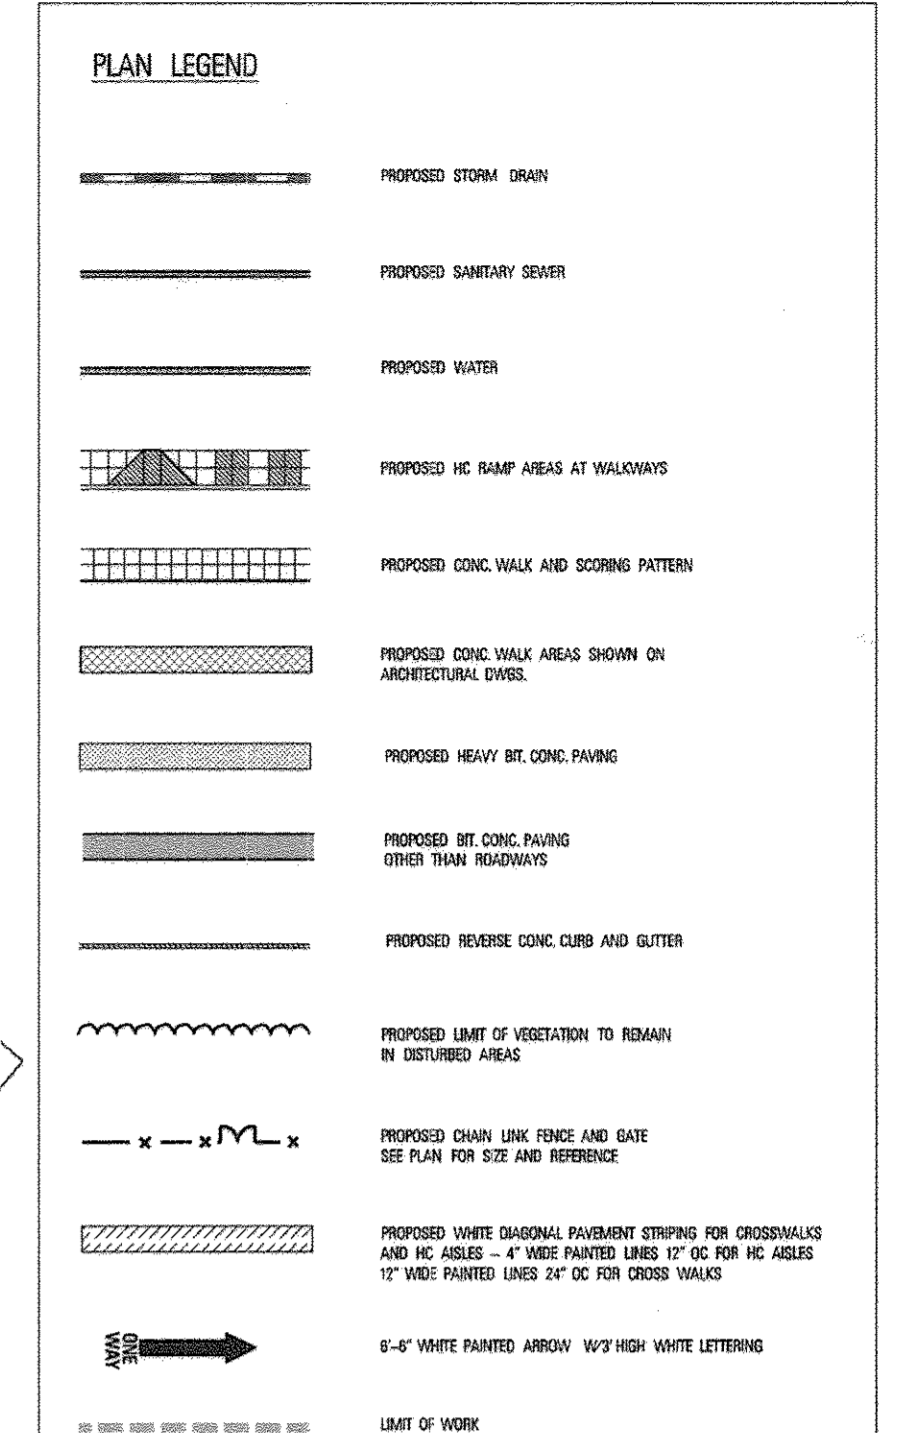 PLAN LEGEND
PROPOSED STORM DRAIN
PROPOSED SANITARY SEWER
PROPOSED WATER
PROPOSED HC RAMP AREAS AT WALKWAYS
PROPOSED CONC. WALK AND SCORING PATTERN
PROPOSED CONC. WALK AREAS SHOWN ON
ARCHITECTURAL DWGS.
PROPOSED HEAVY BIT. CONC. PAVING
PROPOSED BIT. CONC. PAVING
OTHER THAN ROADWAYS
PROPOSED REVERSE CONC. CURB AND GUTTER
PROPOSED LIMIT OF VEGETATION TO REMAIN
IN DISTURBED AREAS
PROPOSED CHAIN LINK FENCE AND GATE
SEE PLAN FOR SIZE AND REFERENCE
PROPOSED WHITE DIAGONAL PAVEMENT STRIPING FOR CROSSWALKS
AND HC AISLES – 4" WIDE PAINTED LINES 12" OC FOR HC AISLES
12" WIDE PAINTED LINES 24" OC FOR CROSS WALKS
ONE
WAY
6'-6" WHITE PAINTED ARROW W/3' HIGH WHITE LETTERING
LIMIT OF WORK